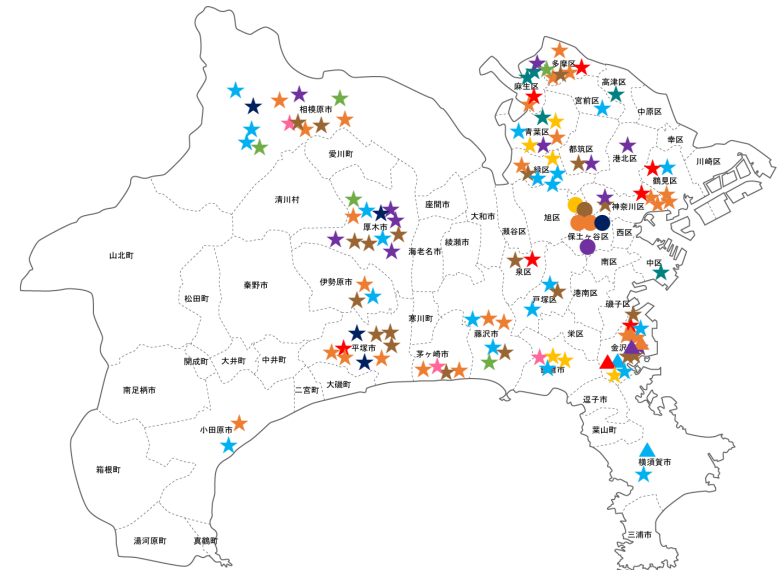 多摩区
麻生区
高津区
宮前区
中原区
相模原市
青葉区
幸区
都筑区
港北区
川崎区
愛川町
緑区
鶴見区
清川村
座間市
大和市
瀬谷区
旭区
神奈川区
厚木市
西区
保土ヶ谷区
綾瀬市
海老名市
山北町
南区
中区
泉区
伊勢原市
秦野市
松田町
戸塚区
港南区
磯子区
寒川町
藤沢市
栄区
平塚市
金沢
茅ヶ崎市
開成町
大井町
中井町
大磯町
二宮町
南足柄市
逗子市
小田原市
葉山町
横須賀市
箱根町
三浦市
湯河原町
真鶴町